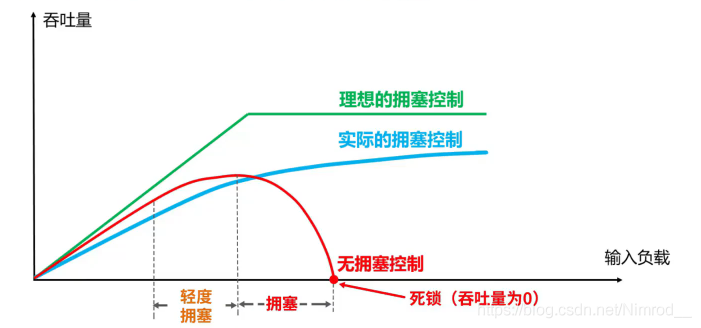 吞吐量
理想的拥塞控制
实际的拥塞控制
无拥塞控制
输入负载
轻度
拥塞
拥塞
死锁（吞吐量为0）
https://blog.csdn.net/Nimrod__